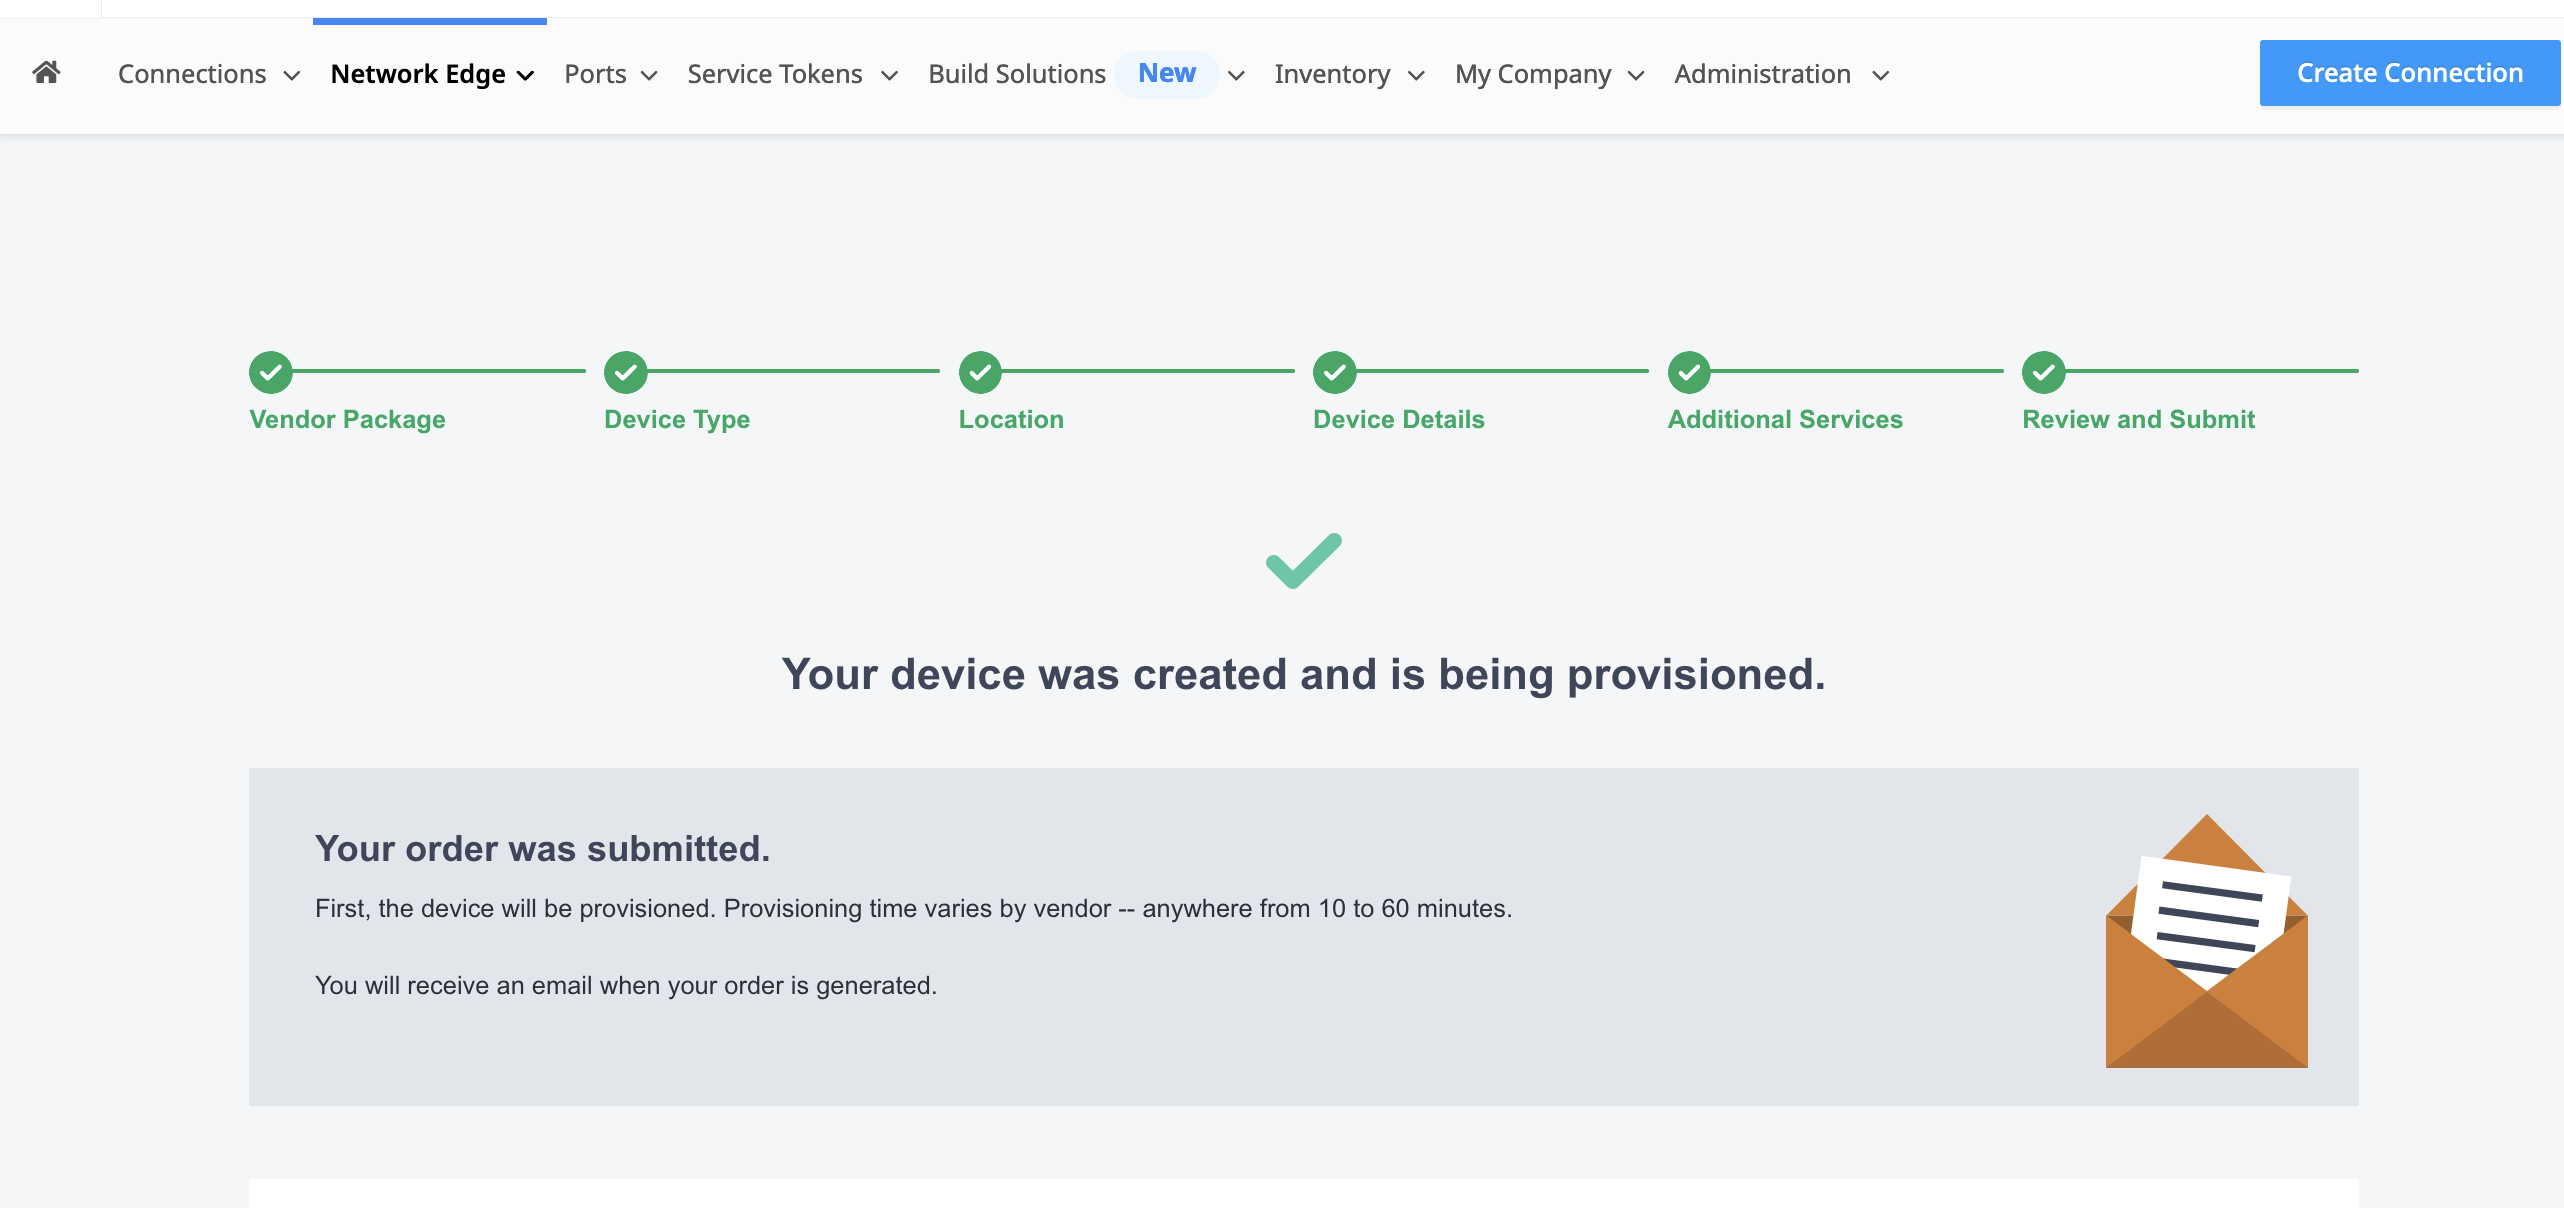 Connections Network Edge Ports Service Tokens Build Solutions New Inventory My Company Administration Create Connection
Vendor Package Device Type Location Device Details Additional Services Review and Submit
Your device was created and is being provisioned.
Your order was submitted.
First, the device will be provisioned. Provisioning time varies by vendor -- anywhere from 10 to 60 minutes.
You will receive an email when your order is generated.